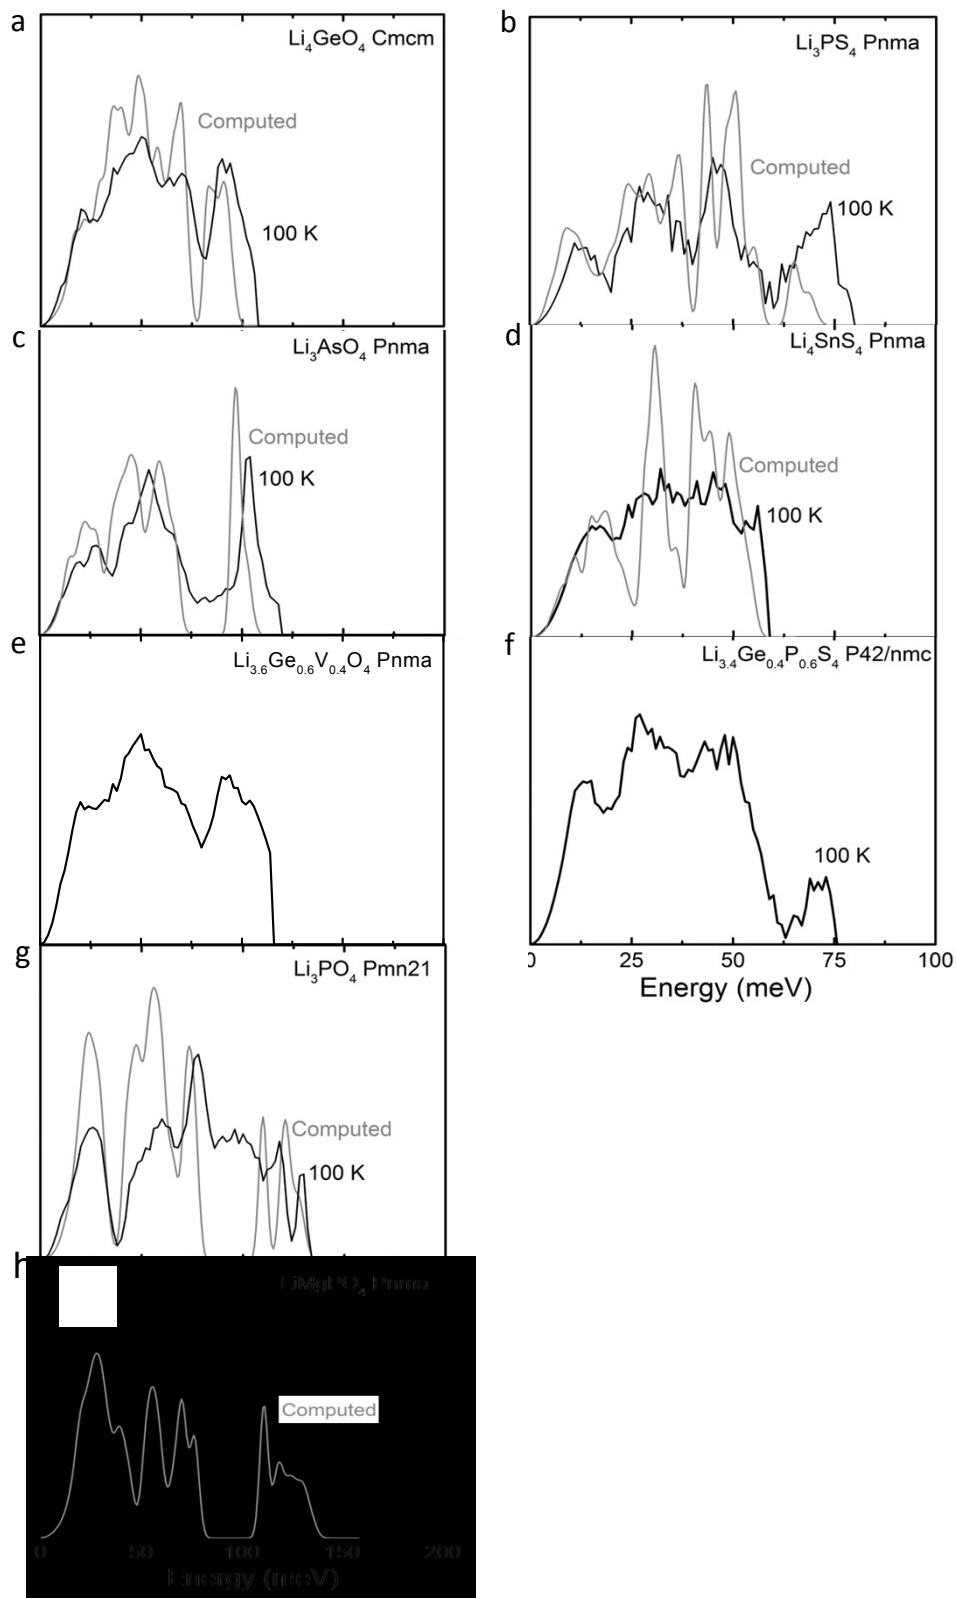 a
Li4GeO4 Cmcm
Computed
100 K
b
Li3PS4 Pnma
Computed
100 K
c
Li3AsO4 Pnma
Computed
100 K
d
Li4SnS4 Pnma
Computed
100 K
e
Li3.6Ge0.6V0.4O4 Pnma
f
Li3.4Ge0.4P0.6S4 P42/nmc
100 K
0 25 50 75 100
Energy (meV)
g
Li3PO4 Pmn21
Computed
100 K
h
LiMgPO4 Pnma
Computed
0 50 100 150 200
Energy (meV)